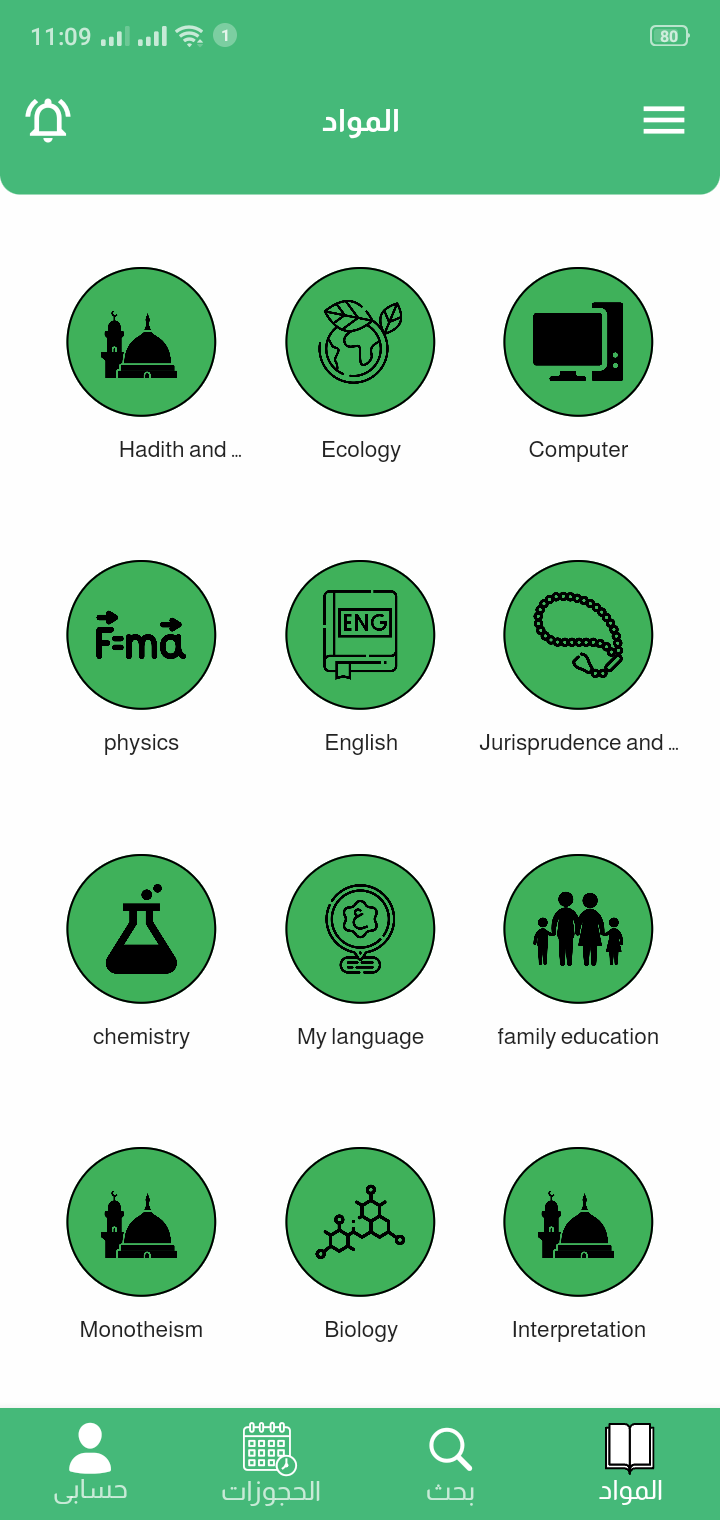 11:09
1
80
المواد
Hadith and ...
Ecology
Computer
F=ma
ENG
physics
English
Jurisprudence and ...
ع
chemistry
My language
family education
Monotheism
Biology
Interpretation
حسابى
الحجوزات
بحث
المواد